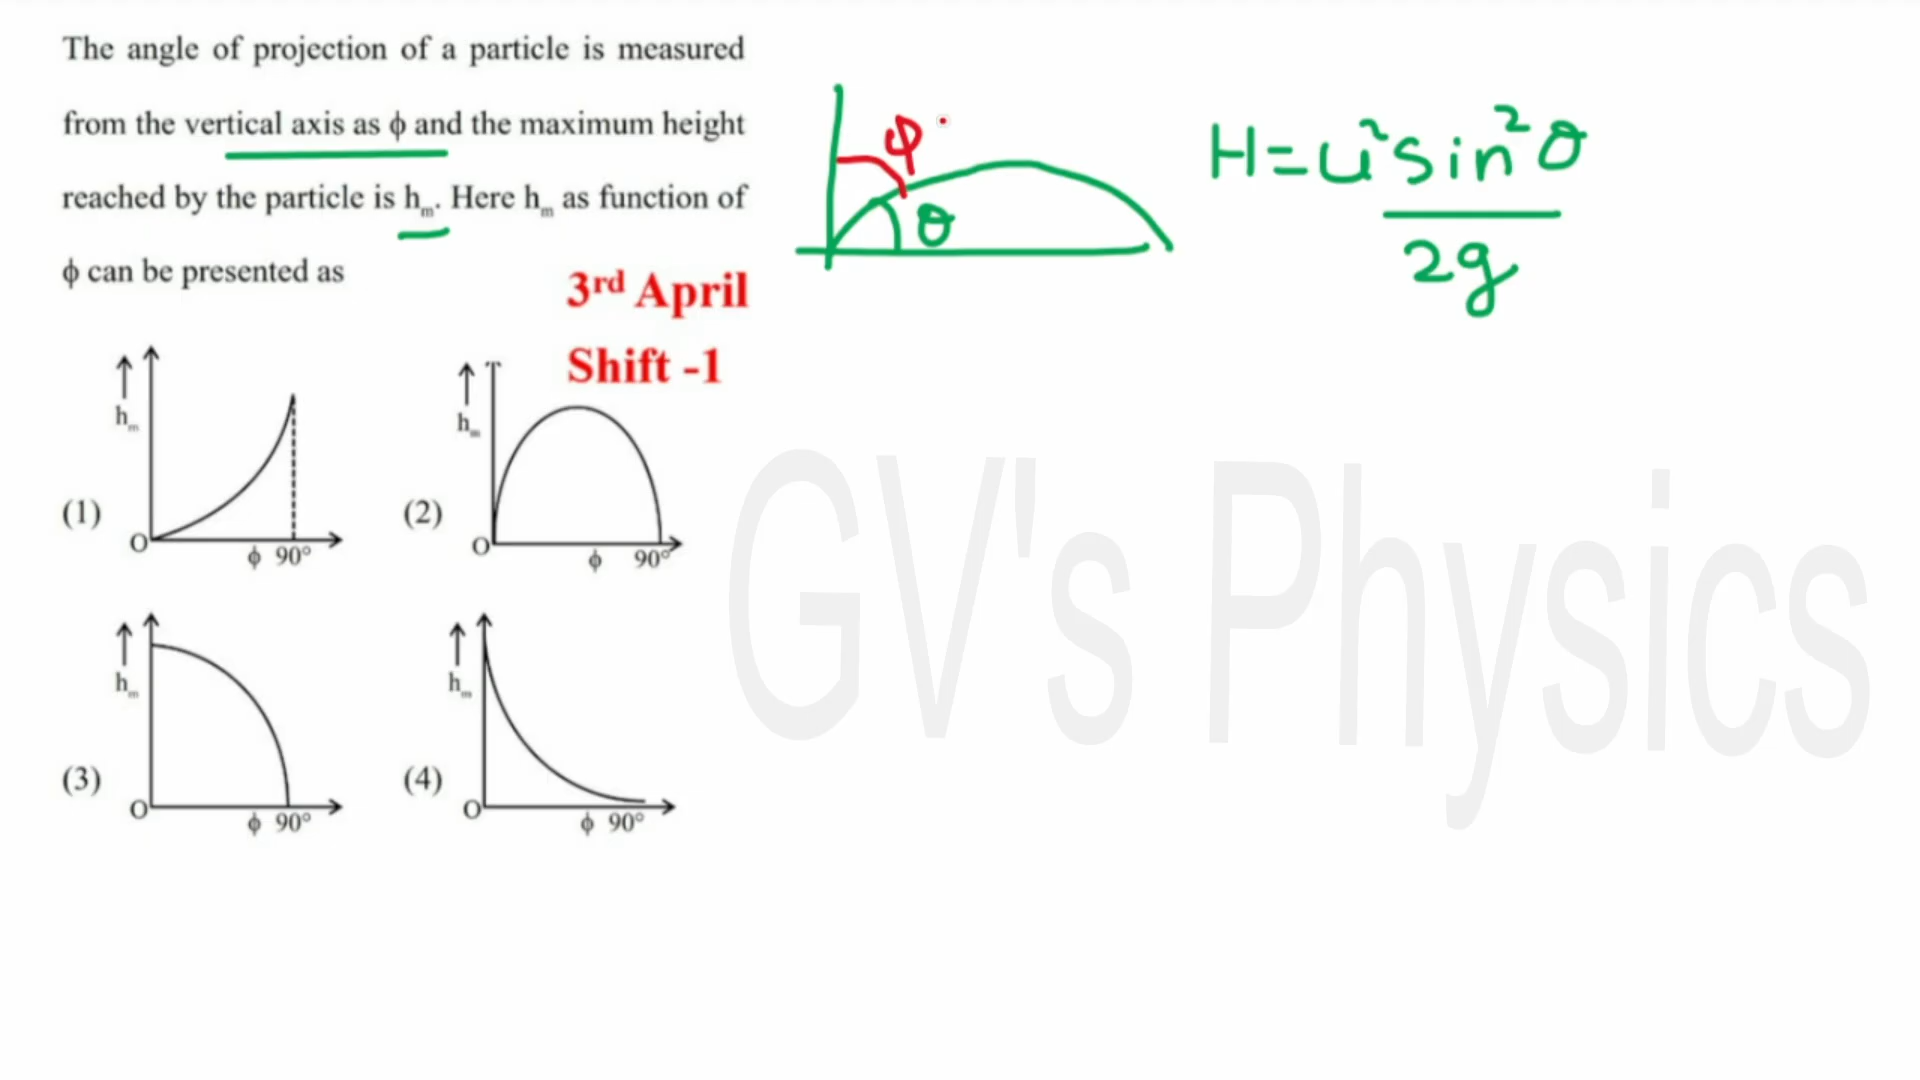 The angle of projection of a particle is measured
from the vertical axis as ϕ and the maximum height
reached by the particle is hₘ. Here hₘ as function of
ϕ can be presented as
3rd April
Shift -1
ϕ
θ
H=u²sin²θ
2g
(1)
hₘ
O
ϕ 90°
(2)
hₘ
O
ϕ 90°
(3)
hₘ
O
ϕ 90°
(4)
hₘ
O
ϕ 90°
GV's Physics